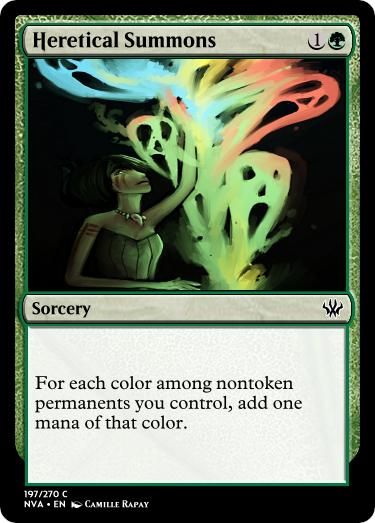 Heretical Summons 1
Sorcery
For each color among nontoken
permanents you control, add one
mana of that color.
197/270 C
NVA • EN Camille Rapay